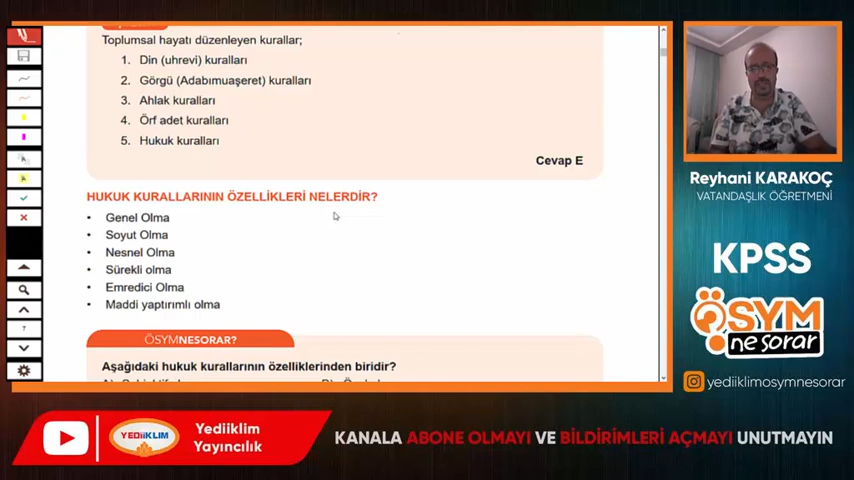 Toplumsal hayatı düzenleyen kurallar;
1. Din (uhrevi) kuralları
2. Görgü (Adabımuaşeret) kuralları
3. Ahlak kuralları
4. Örf adet kuralları
5. Hukuk kuralları
Cevap E
HUKUK KURALLARININ ÖZELLİKLERİ NELERDİR?
• Genel Olma
• Soyut Olma
• Nesnel Olma
• Sürekli olma
• Emredici Olma
• Maddi yaptırımlı olma
ÖSYMNESORAR?
Aşağıdaki hukuk kurallarının özelliklerinden biridir?
Reyhani KARAKOÇ
VATANDAŞLIK ÖĞRETMENİ
KPSS
ÖSYM
ne sorar
yediiklimosymnesorar
YEDİİKLİM
Yediiklim
Yayıncılık
KANALA ABONE OLMAYI VE BİLDİRİMLERİ AÇMAYI UNUTMAYIN